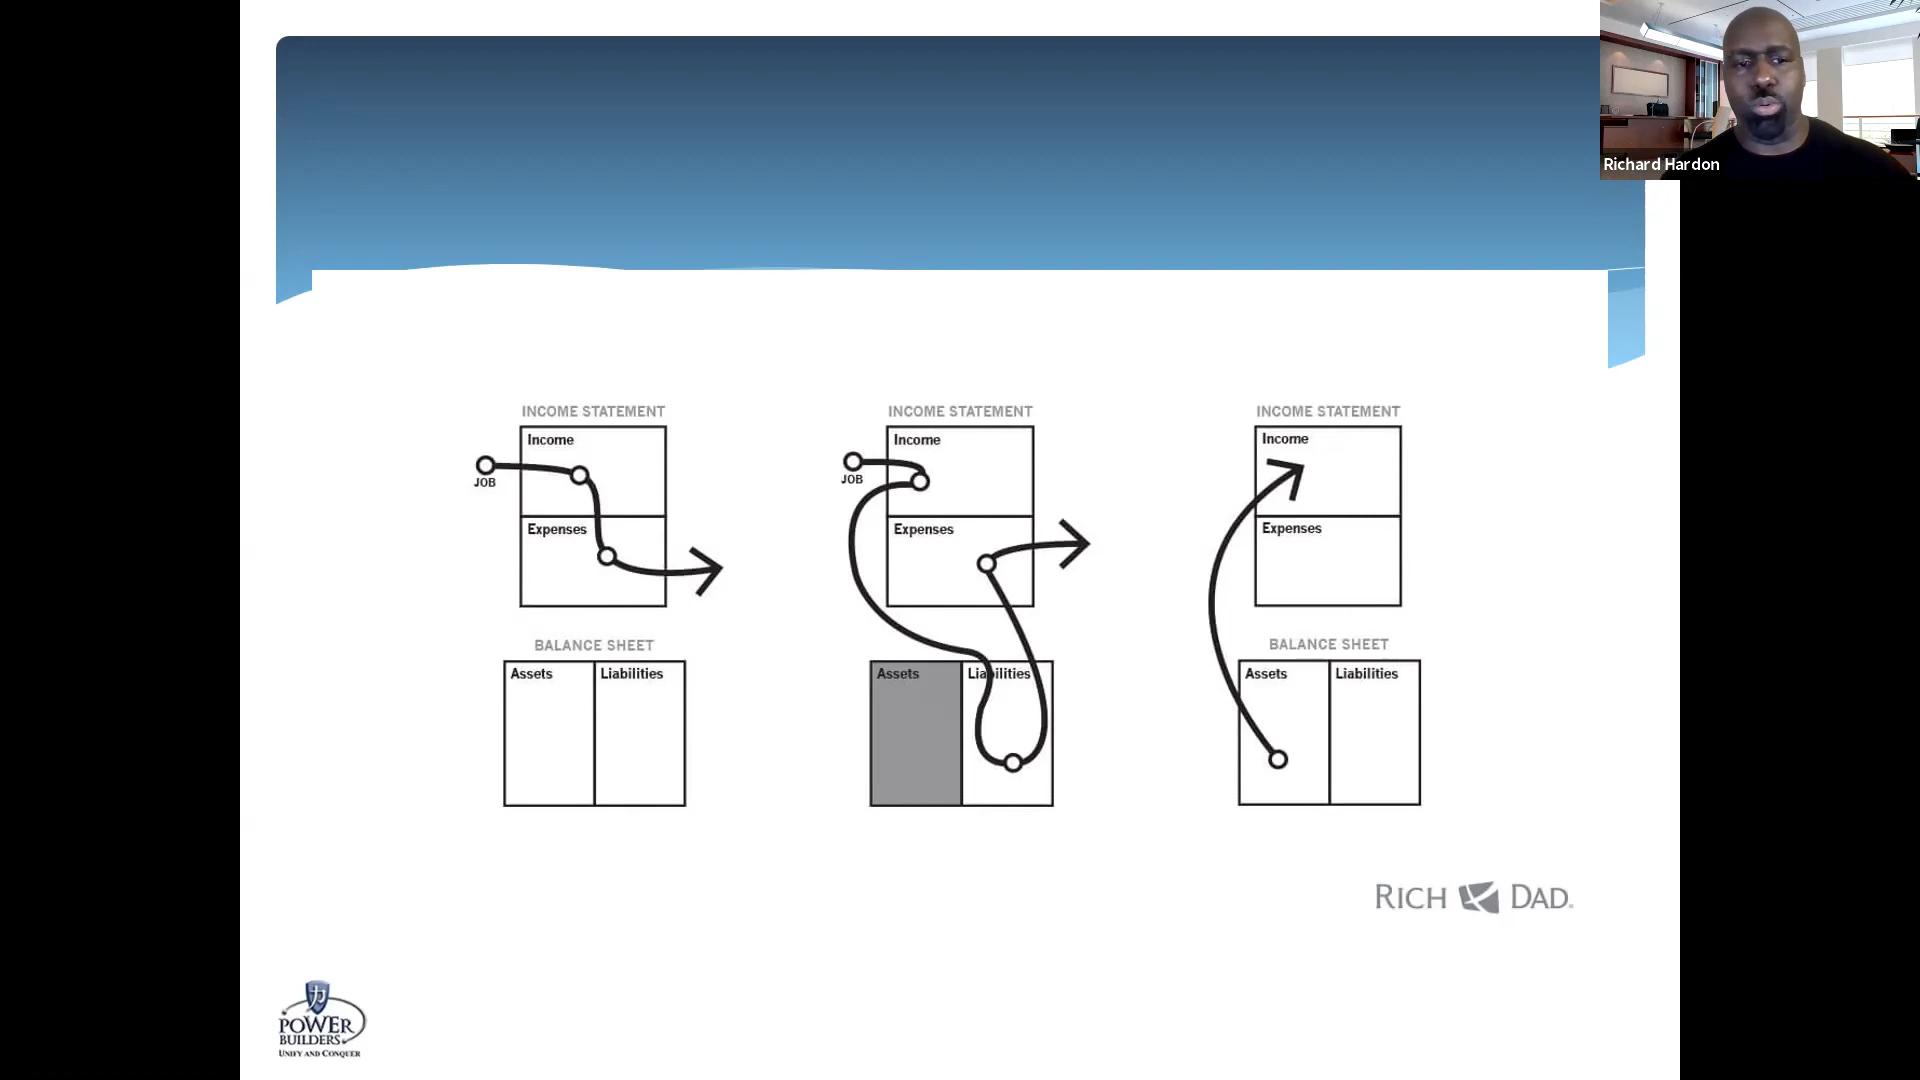 Richard Hardon
INCOME STATEMENT
Income
JOB
Expenses
BALANCE SHEET
Assets
Liabilities
INCOME STATEMENT
Income
JOB
Expenses
Assets
Liabilities
INCOME STATEMENT
Income
Expenses
BALANCE SHEET
Assets
Liabilities
RICH DAD.
POWER
BUILDERS
UNIFY AND CONQUER